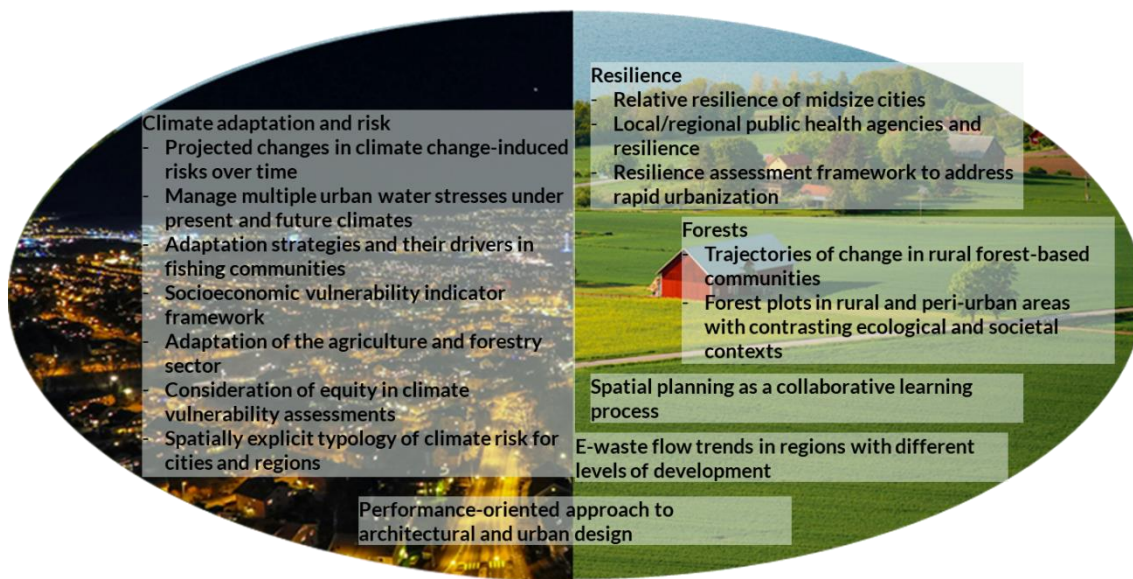 Climate adaptation and risk
- Projected changes in climate change-induced
risks over time
- Manage multiple urban water stresses under
present and future climates
- Adaptation strategies and their drivers in
fishing communities
- Socioeconomic vulnerability indicator
framework
- Adaptation of the agriculture and forestry
sector
- Consideration of equity in climate
vulnerability assessments
- Spatially explicit typology of climate risk for
cities and regions
Resilience
- Relative resilience of midsize cities
- Local/regional public health agencies and
resilience
- Resilience assessment framework to address
rapid urbanization
Forests
- Trajectories of change in rural forest-based
communities
- Forest plots in rural and peri-urban areas
with contrasting ecological and societal
contexts
Spatial planning as a collaborative learning
process
E-waste flow trends in regions with different
levels of development
Performance-oriented approach to
architectural and urban design